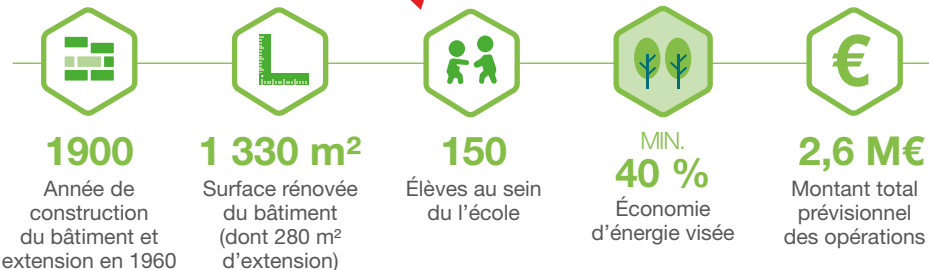 1900
Année de
construction
du bâtiment et
extension en 1960
1 330 m²
Surface rénovée
du bâtiment
(dont 280 m²
d’extension)
150
Élèves au sein
du l’école
MIN.
40 %
Économie
d’énergie visée
€
2,6 M€
Montant total
prévisionnel
des opérations